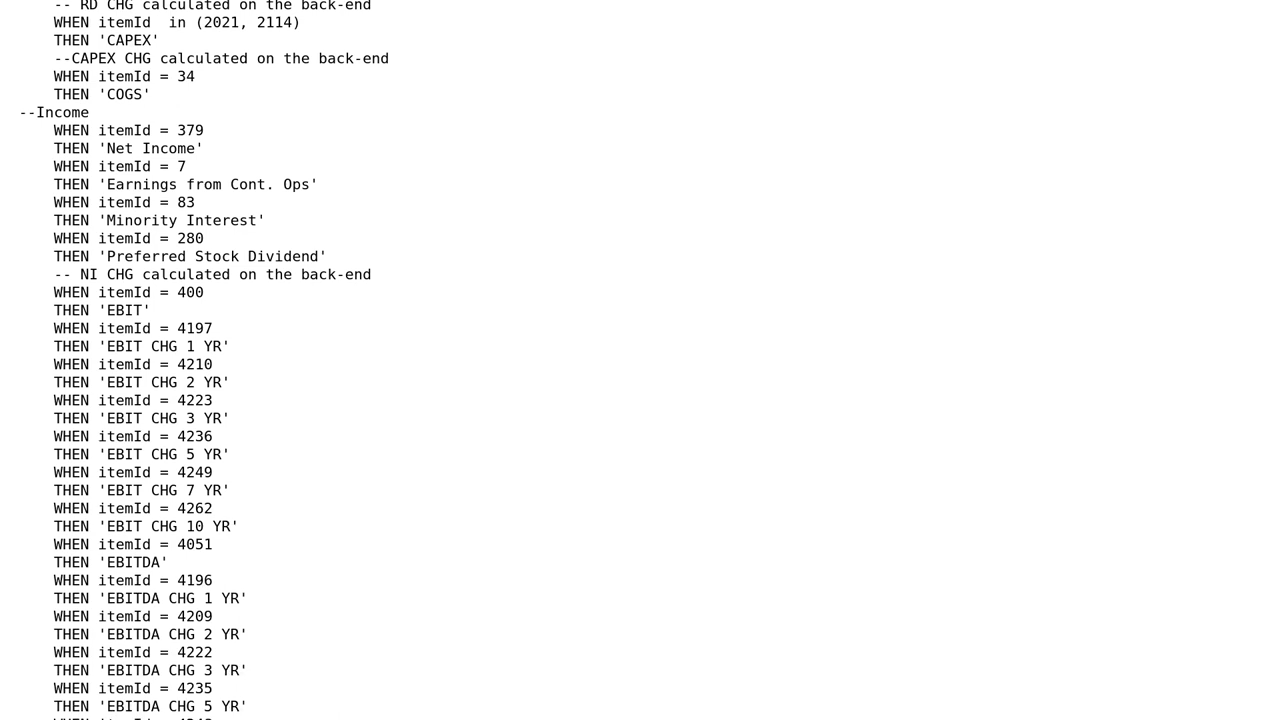 -- RD CHG calculated on the back-end
WHEN itemId  in (2021, 2114)
THEN 'CAPEX'
--CAPEX CHG calculated on the back-end
WHEN itemId = 34
THEN 'COGS'
--Income
WHEN itemId = 379
THEN 'Net Income'
WHEN itemId = 7
THEN 'Earnings from Cont. Ops'
WHEN itemId = 83
THEN 'Minority Interest'
WHEN itemId = 280
THEN 'Preferred Stock Dividend'
-- NI CHG calculated on the back-end
WHEN itemId = 400
THEN 'EBIT'
WHEN itemId = 4197
THEN 'EBIT CHG 1 YR'
WHEN itemId = 4210
THEN 'EBIT CHG 2 YR'
WHEN itemId = 4223
THEN 'EBIT CHG 3 YR'
WHEN itemId = 4236
THEN 'EBIT CHG 5 YR'
WHEN itemId = 4249
THEN 'EBIT CHG 7 YR'
WHEN itemId = 4262
THEN 'EBIT CHG 10 YR'
WHEN itemId = 4051
THEN 'EBITDA'
WHEN itemId = 4196
THEN 'EBITDA CHG 1 YR'
WHEN itemId = 4209
THEN 'EBITDA CHG 2 YR'
WHEN itemId = 4222
THEN 'EBITDA CHG 3 YR'
WHEN itemId = 4235
THEN 'EBITDA CHG 5 YR'